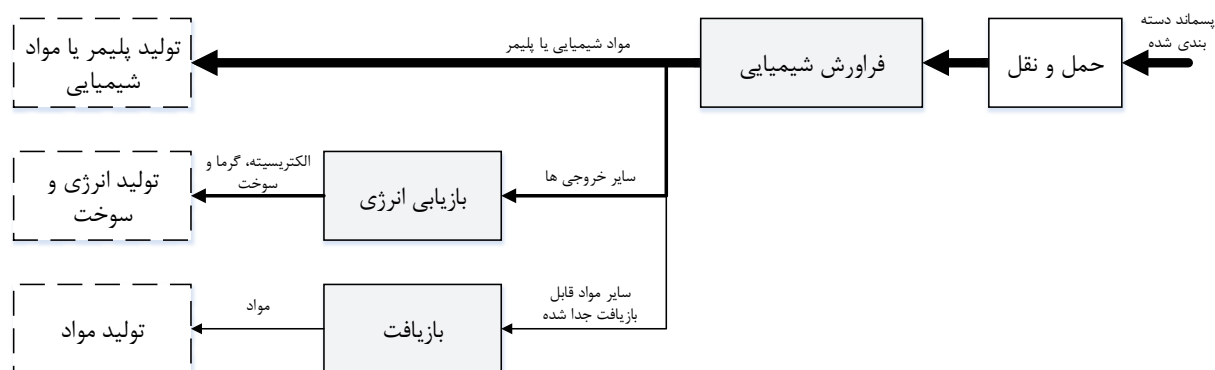 پسماند دسته
بندی شده
حمل و نقل
فراورش شیمیایی
مواد شیمیایی یا پلیمر
تولید پلیمر یا مواد
شیمیایی
سایر خروجی ها
بازیابی انرژی
الکتریسیته، گرما و
سوخت
تولید انرژی و
سوخت
سایر مواد قابل
بازیافت جدا شده
بازیافت
مواد
تولید مواد